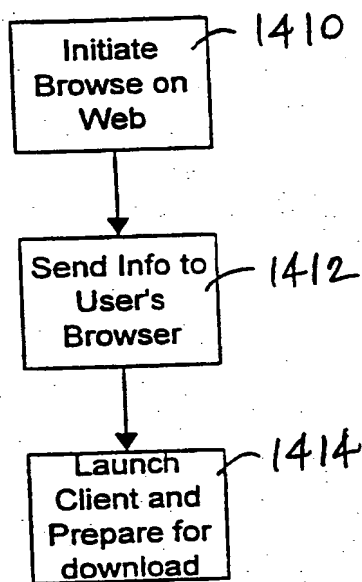 Initiate
Browse on
Web
1410
Send Info to
User's
Browser
1412
Launch
Client and
Prepare for
download
1414